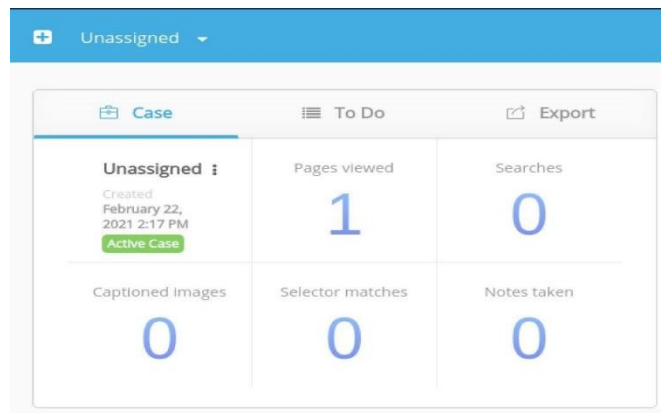 Unassigned
Case
To Do
Export
Unassigned
Created
February 22,
2021 2:17 PM
Active Case
Pages viewed
1
Searches
0
Captioned images
0
Selector matches
0
Notes taken
0